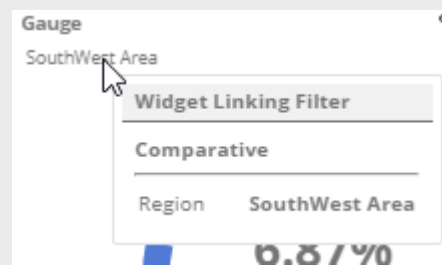 Gauge
SouthWest Area
Widget Linking Filter
Comparative
Region SouthWest Area
6.87%